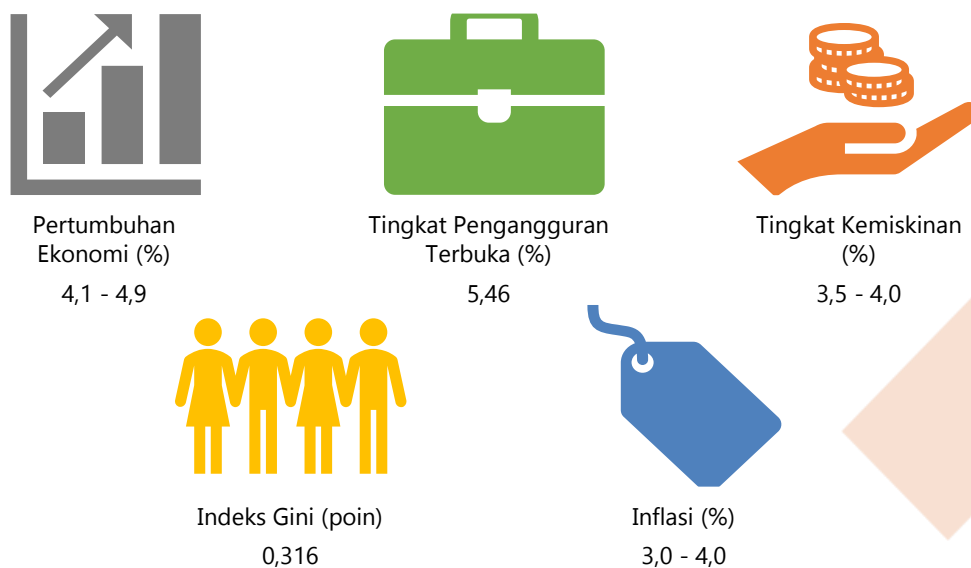 Pertumbuhan
Ekonomi (%)
4,1 - 4,9
Tingkat Pengangguran
Terbuka (%)
5,46
Tingkat Kemiskinan
(%)
3,5 - 4,0
Indeks Gini (poin)
0,316
Inflasi (%)
3,0 - 4,0